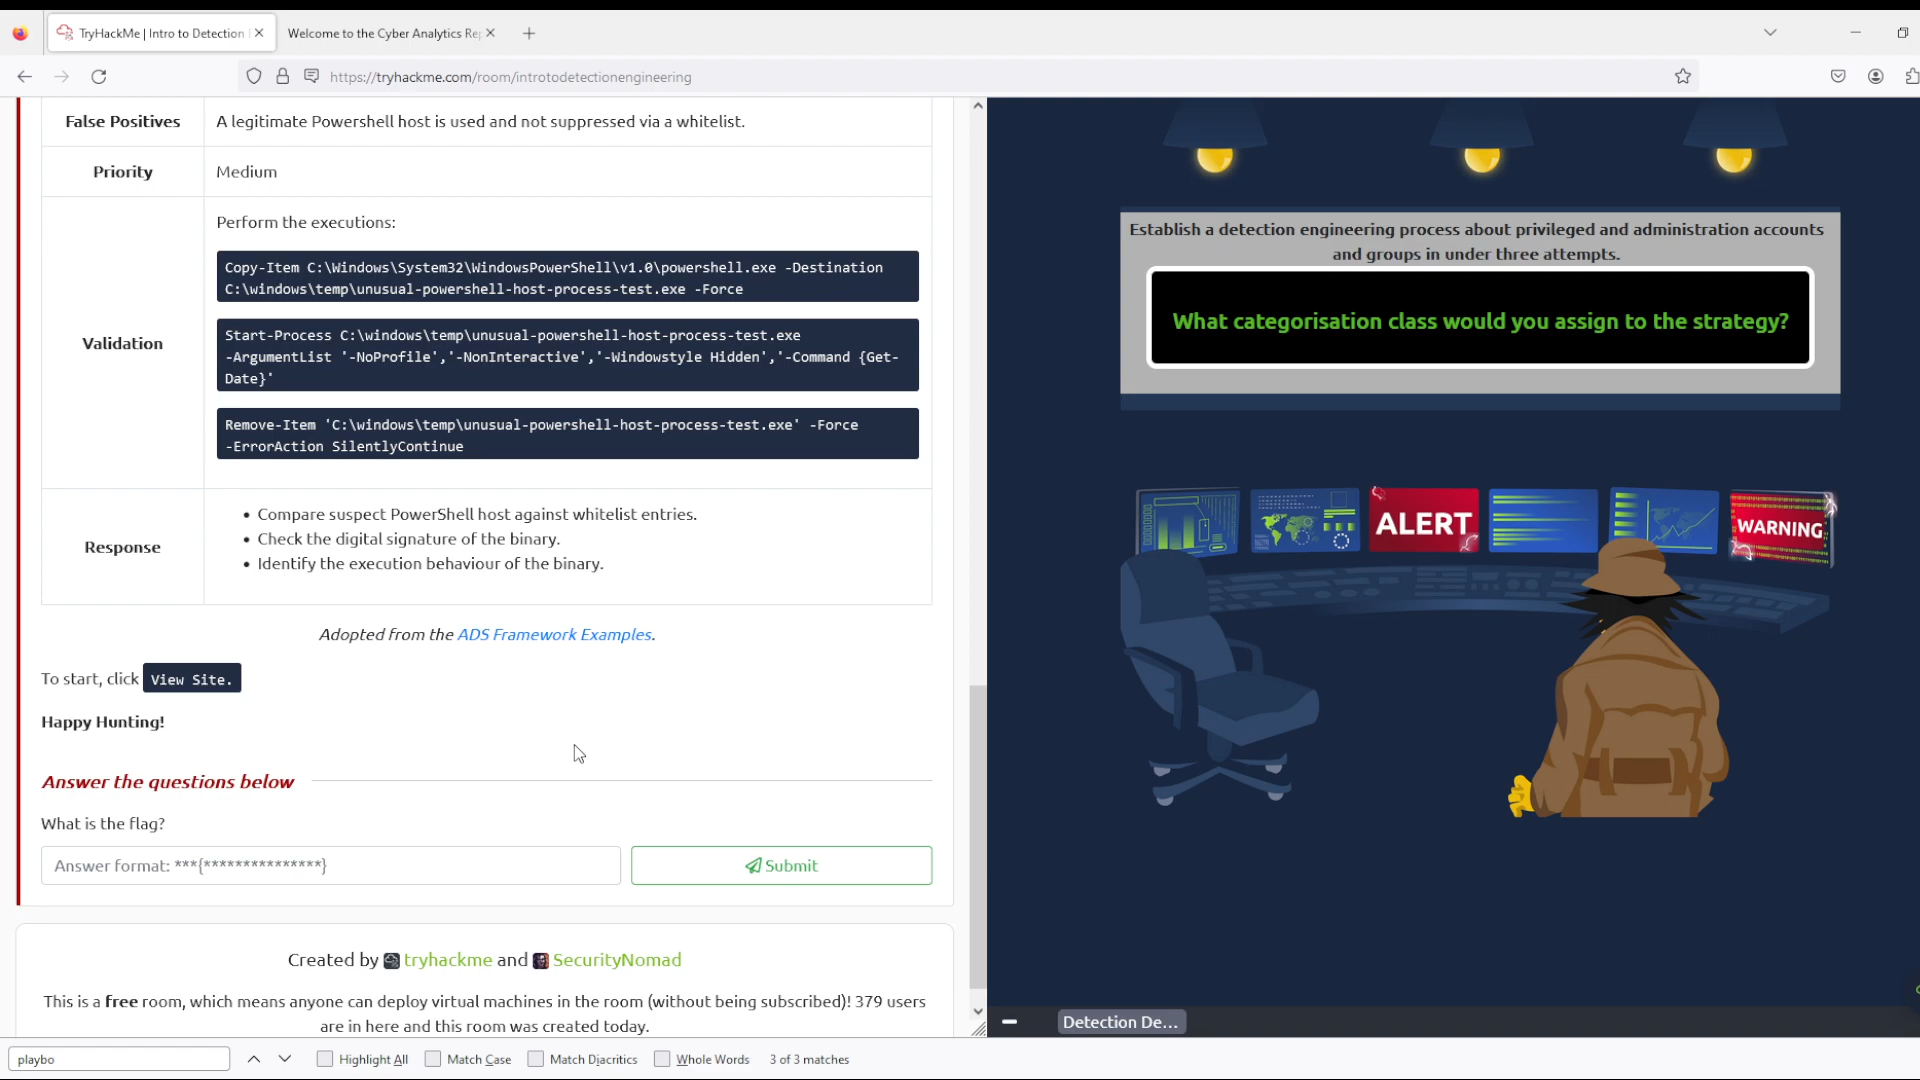 TryHackMe | Intro to Detection
Welcome to the Cyber Analytics Rep
https://tryhackme.com/room/introtodetectionengineering
False Positives
A legitimate Powershell host is used and not suppressed via a whitelist.
Priority
Medium
Validation
Perform the executions:
Copy-Item C:\Windows\System32\WindowsPowerShell\v1.0\powershell.exe -Destination
C:\windows\temp\unusual-powershell-host-process-test.exe -Force
Start-Process C:\windows\temp\unusual-powershell-host-process-test.exe
-ArgumentList '-NoProfile','-NonInteractive','-Windowstyle Hidden','-Command {Get-
Date}'
Remove-Item 'C:\windows\temp\unusual-powershell-host-process-test.exe' -Force
-ErrorAction SilentlyContinue
Response
• Compare suspect PowerShell host against whitelist entries.
• Check the digital signature of the binary.
• Identify the execution behaviour of the binary.
Adopted from the ADS Framework Examples.
To start, click View Site.
Happy Hunting!
Answer the questions below
What is the flag?
Answer format: ***{***************}
Submit
Created by tryhackme and SecurityNomad
This is a free room, which means anyone can deploy virtual machines in the room (without being subscribed)! 379 users
are in here and this room was created today.
Establish a detection engineering process about privileged and administration accounts
and groups in under three attempts.
What categorisation class would you assign to the strategy?
ALERT
WARNING
Detection De...
playbo
Highlight All
Match Case
Match Diacritics
Whole Words
3 of 3 matches